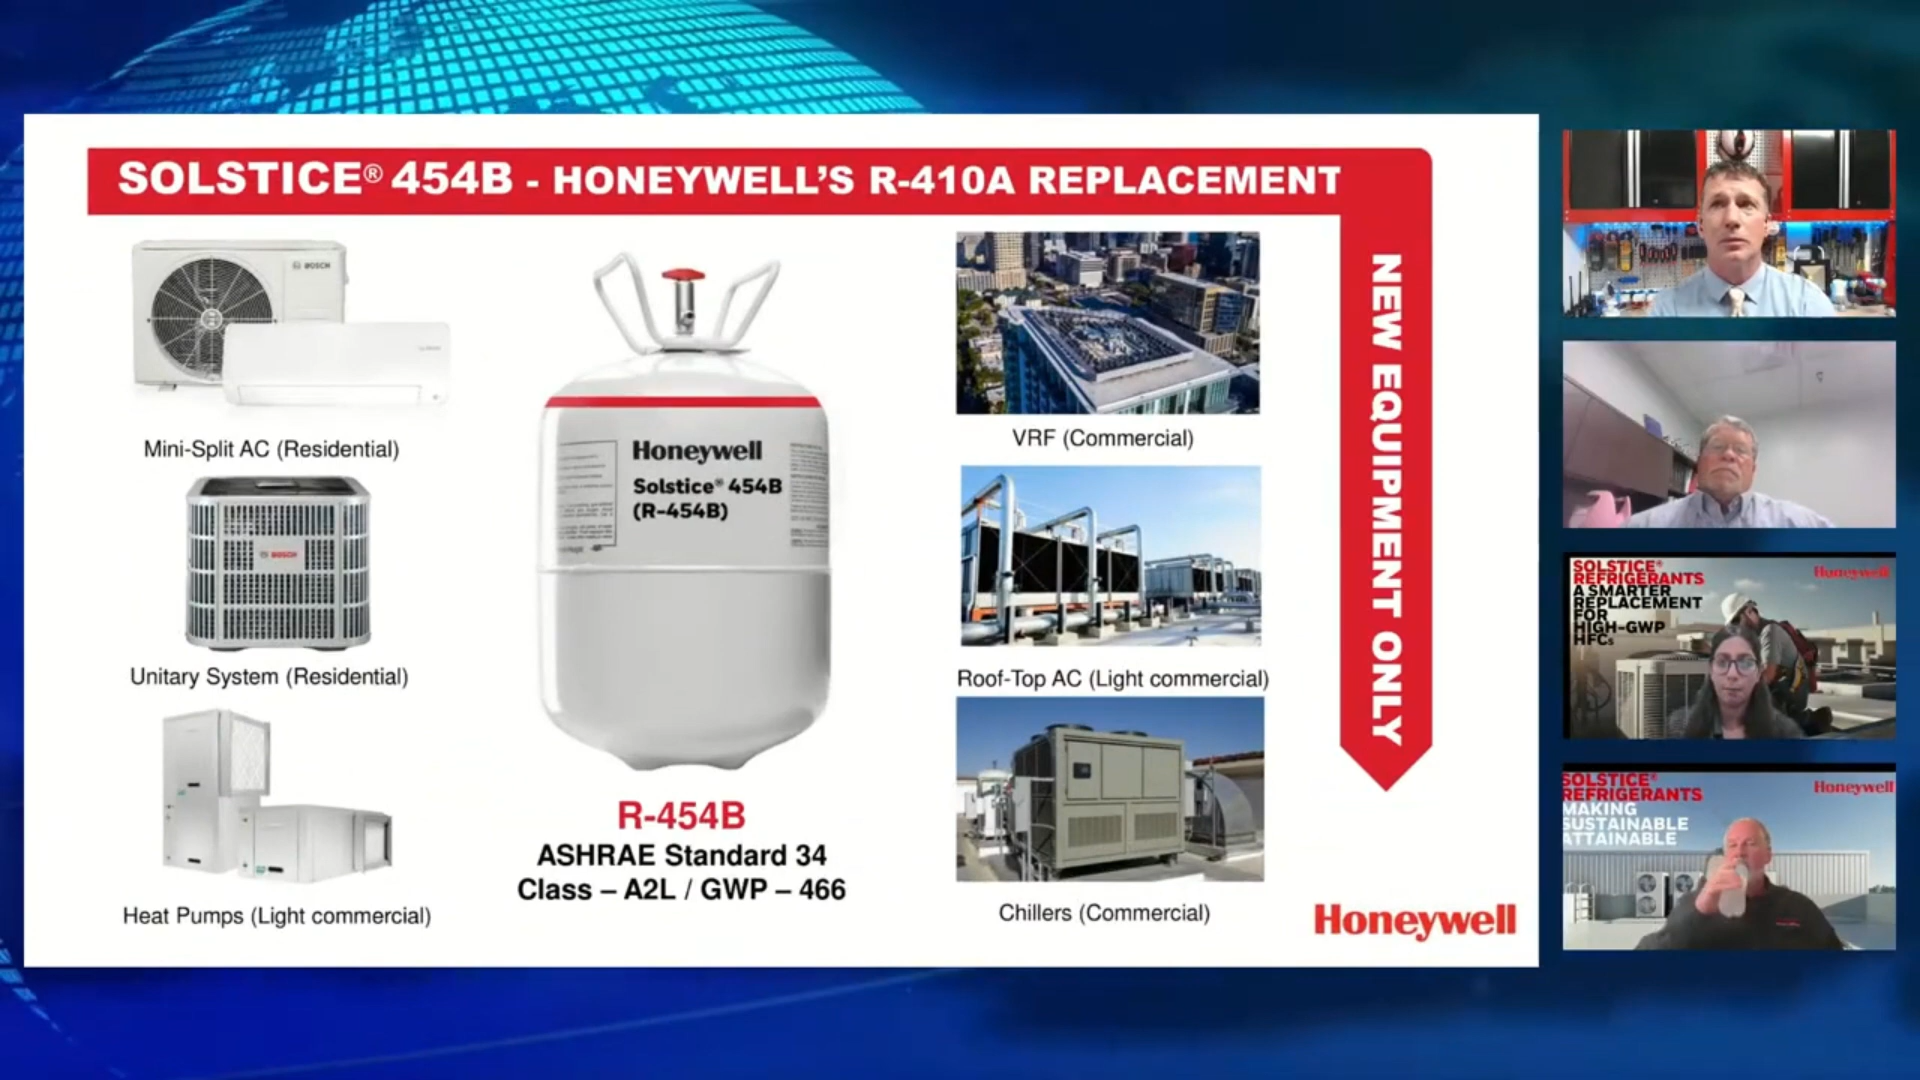 SOLSTICE® 454B - HONEYWELL'S R-410A REPLACEMENT
NEW EQUIPMENT ONLY
BOSCH
Mini-Split AC (Residential)
BOSCH
Unitary System (Residential)
Heat Pumps (Light commercial)
Honeywell
Solstice® 454B
(R-454B)
R-454B
ASHRAE Standard 34
Class – A2L / GWP – 466
VRF (Commercial)
Roof-Top AC (Light commercial)
Chillers (Commercial)
Honeywell
SOLSTICE®
REFRIGERANTS
A SMARTER
REPLACEMENT
FOR
HIGH-GWP
HFCs
Honeywell
SOLSTICE®
REFRIGERANTS
MAKING
SUSTAINABLE
ATTAINABLE
Honeywell